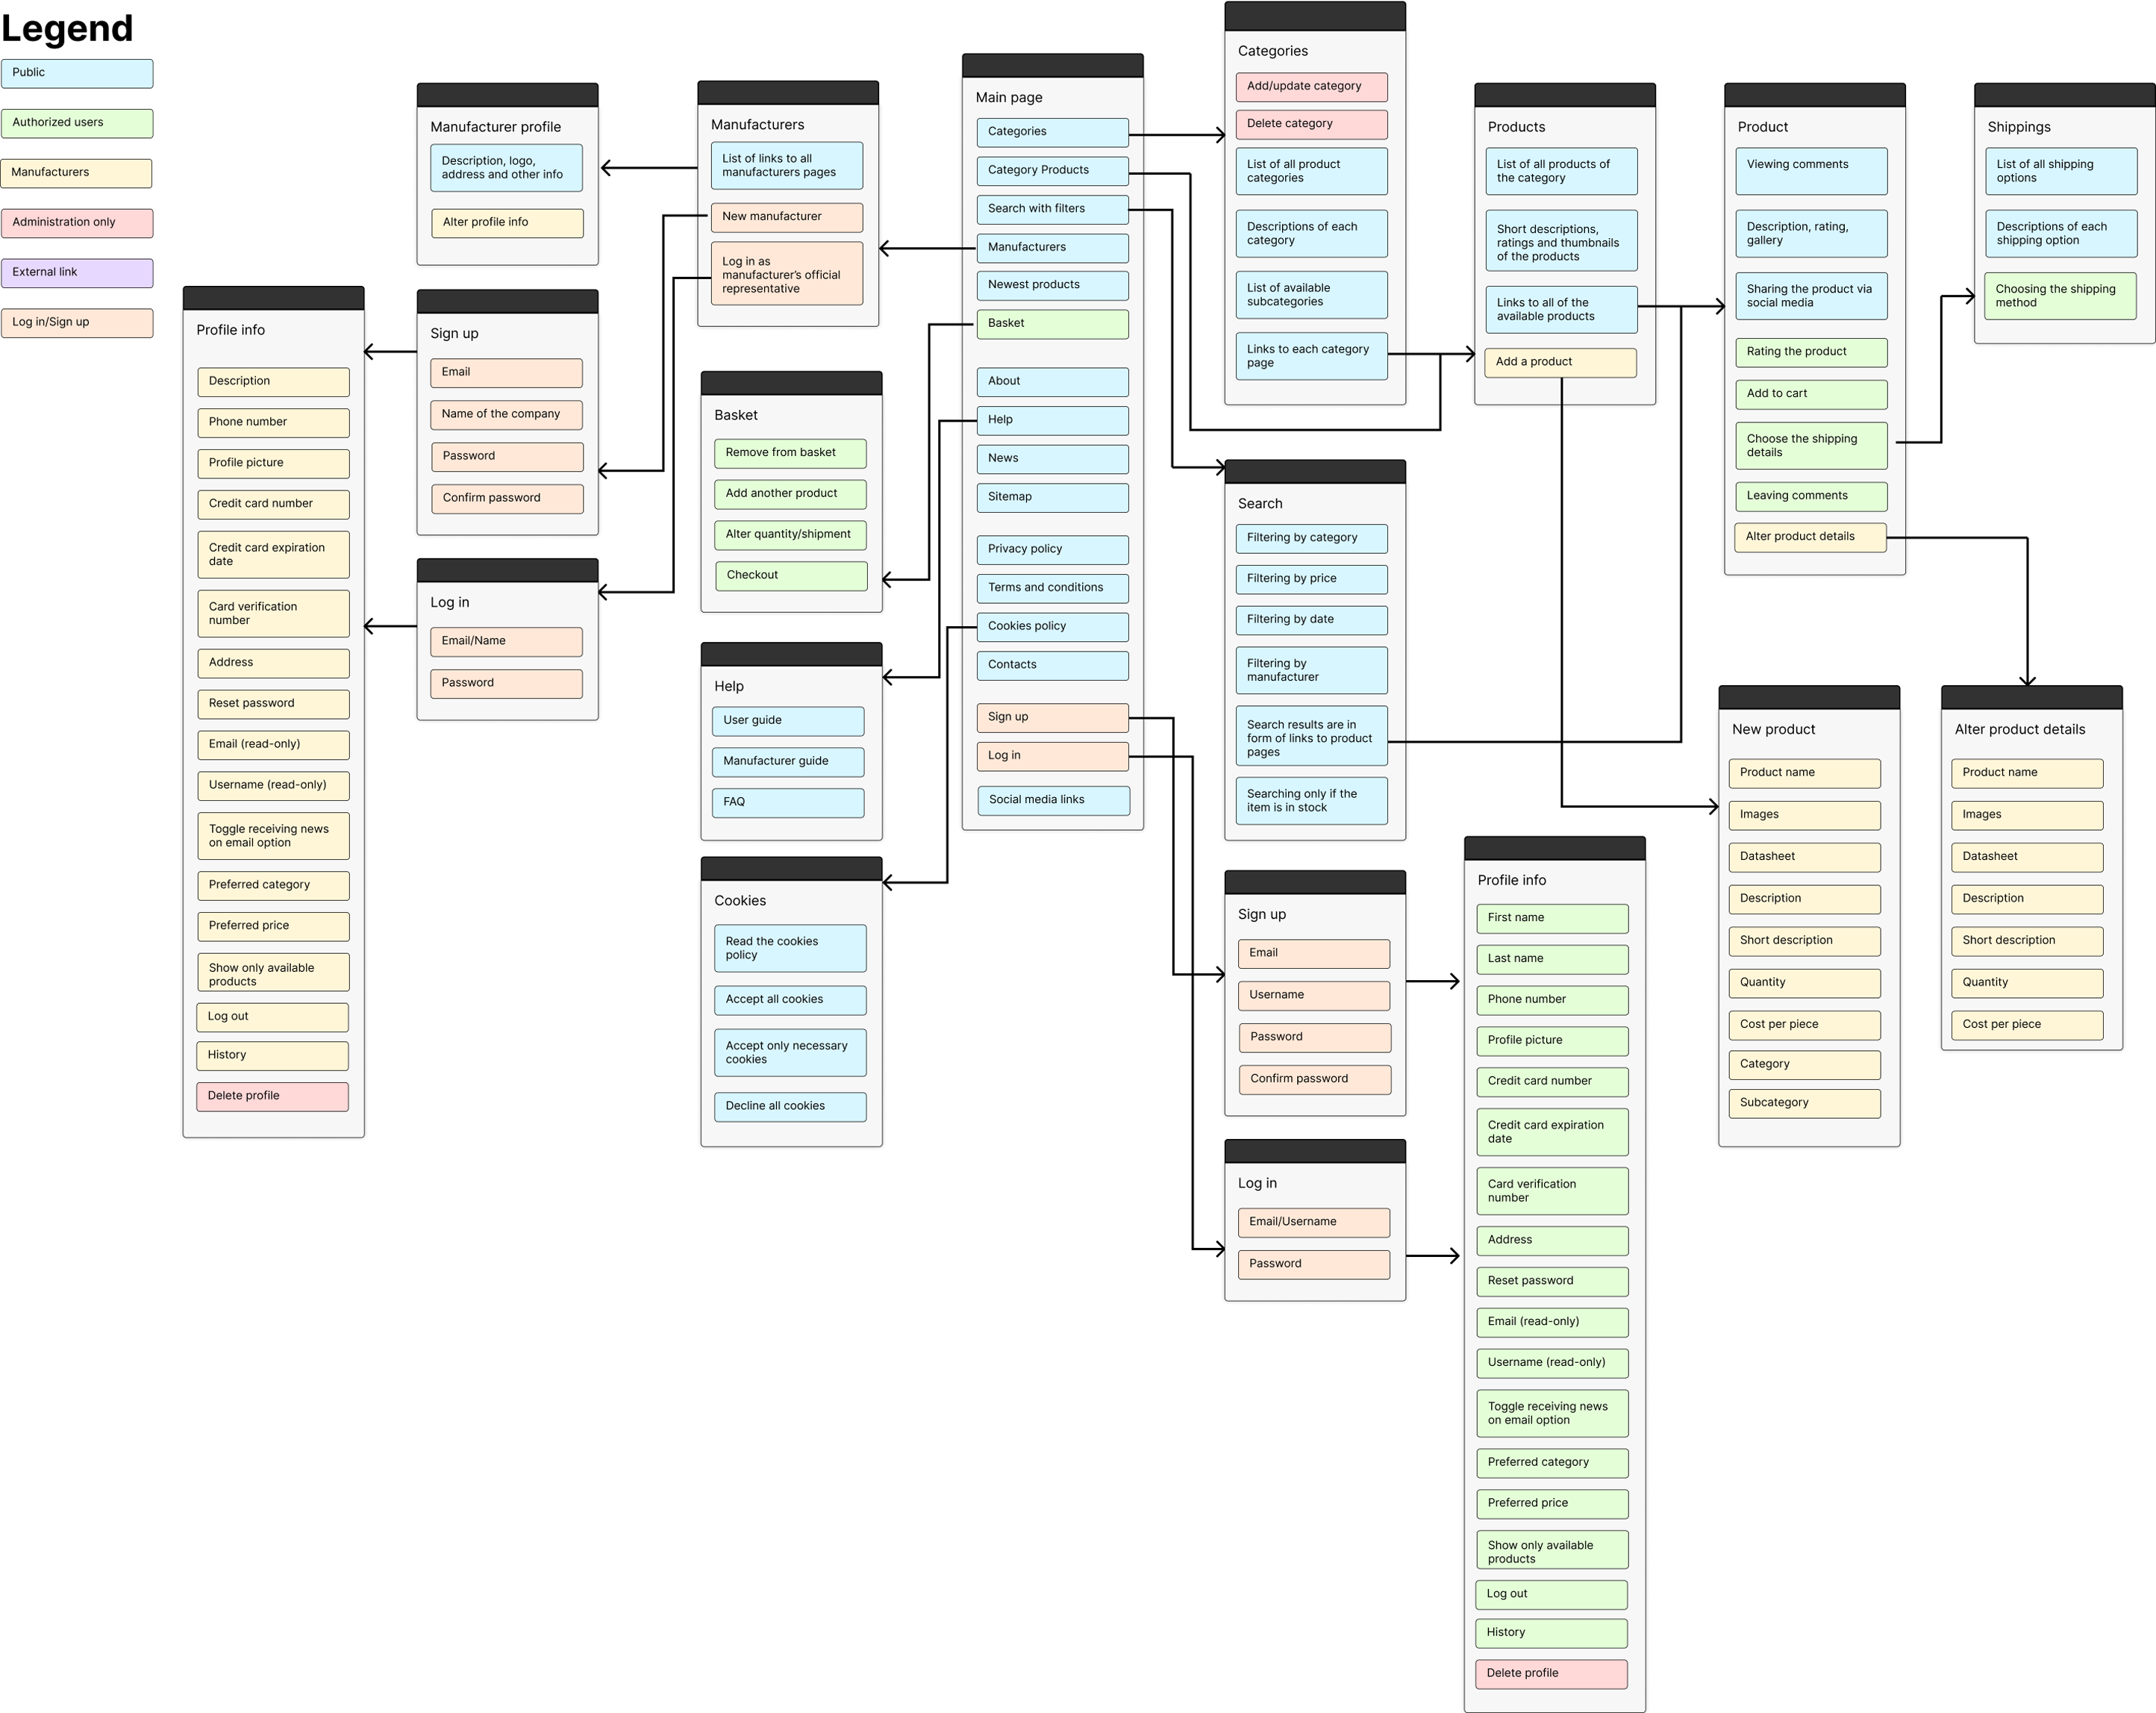 Legend
Public
Authorized users
Manufacturers
Administration only
External link
Log in/Sign up
Profile info
Description
Phone number
Profile picture
Credit card number
Credit card expiration
date
Card verification
number
Address
Reset password
Email (read-only)
Username (read-only)
Toggle receiving news
on email option
Preferred category
Preferred price
Show only available
products
Log out
History
Delete profile
Manufacturer profile
Description, logo,
address and other info
Alter profile info
Sign up
Email
Name of the company
Password
Confirm password
Log in
Email/Name
Password
Manufacturers
List of links to all
manufacturers pages
New manufacturer
Log in as
manufacturer’s official
representative
Basket
Remove from basket
Add another product
Alter quantity/shipment
Checkout
Help
User guide
Manufacturer guide
FAQ
Cookies
Read the cookies
policy
Accept all cookies
Accept only necessary
cookies
Decline all cookies
Main page
Categories
Category Products
Search with filters
Manufacturers
Newest products
Basket
About
Help
News
Sitemap
Privacy policy
Terms and conditions
Cookies policy
Contacts
Sign up
Log in
Social media links
Categories
Add/update category
Delete category
List of all product
categories
Descriptions of each
category
List of available
subcategories
Links to each category
page
Search
Filtering by category
Filtering by price
Filtering by date
Filtering by
manufacturer
Search results are in
form of links to product
pages
Searching only if the
item is in stock
Sign up
Email
Username
Password
Confirm password
Log in
Email/Username
Password
Products
List of all products of
the category
Short descriptions,
ratings and thumbnails
of the products
Links to all of the
available products
Add a product
Profile info
First name
Last name
Phone number
Profile picture
Credit card number
Credit card expiration
date
Card verification
number
Address
Reset password
Email (read-only)
Username (read-only)
Toggle receiving news
on email option
Preferred category
Preferred price
Show only available
products
Log out
History
Delete profile
Product
Viewing comments
Description, rating,
gallery
Sharing the product via
social media
Rating the product
Add to cart
Choose the shipping
details
Leaving comments
Alter product details
New product
Product name
Images
Datasheet
Description
Short description
Quantity
Cost per piece
Category
Subcategory
Shippings
List of all shipping
options
Descriptions of each
shipping option
Choosing the shipping
method
Alter product details
Product name
Images
Datasheet
Description
Short description
Quantity
Cost per piece